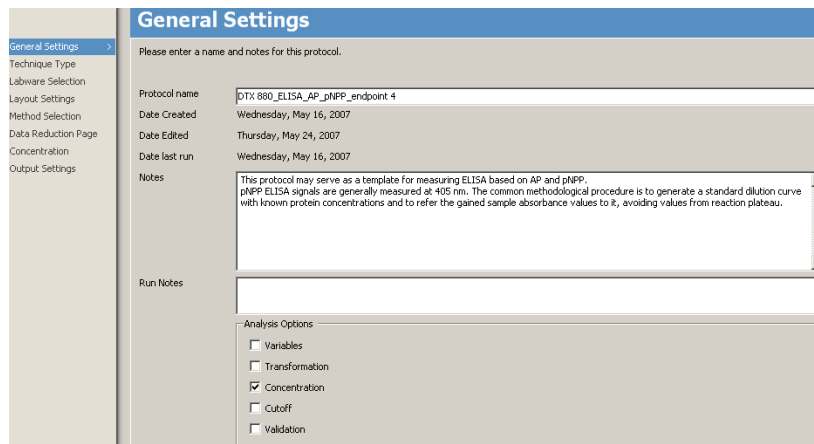 General Settings
Please enter a name and notes for this protocol.
General Settings >
Technique Type
Labware Selection
Layout Settings
Method Selection
Data Reduction Page
Concentration
Output Settings
Protocol name DTX 880_ELISA_AP_pNPP_endpoint 4
Date Created Wednesday, May 16, 2007
Date Edited Thursday, May 24, 2007
Date last run Wednesday, May 16, 2007
Notes This protocol may serve as a template for measuring ELISA based on AP and pNPP.
pNPP ELISA signals are generally measured at 405 nm. The common methodological procedure is to generate a standard dilution curve
with known protein concentrations and to refer the gained sample absorbance values to it, avoiding values from reaction plateau.
Run Notes
Analysis Options
Variables
Transformation
Concentration
Cutoff
Validation